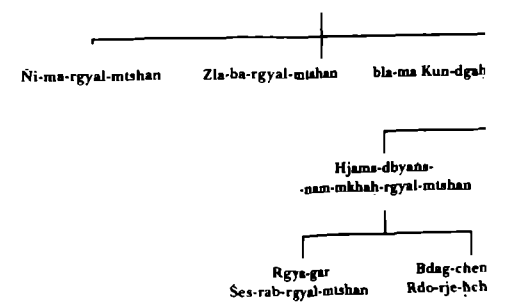 Ñi-ma-rgyal-mtshan Zla-ba-rgyal-mtshan bla-ma Kun-dgaḥ
Hjams-dbyaṅs-
-nam-mkhaḥ-rgyal-mtshan
Rgya-gar Bdag-chen
Śes-rab-rgyal-mtshan Rdo-rje-ḥch